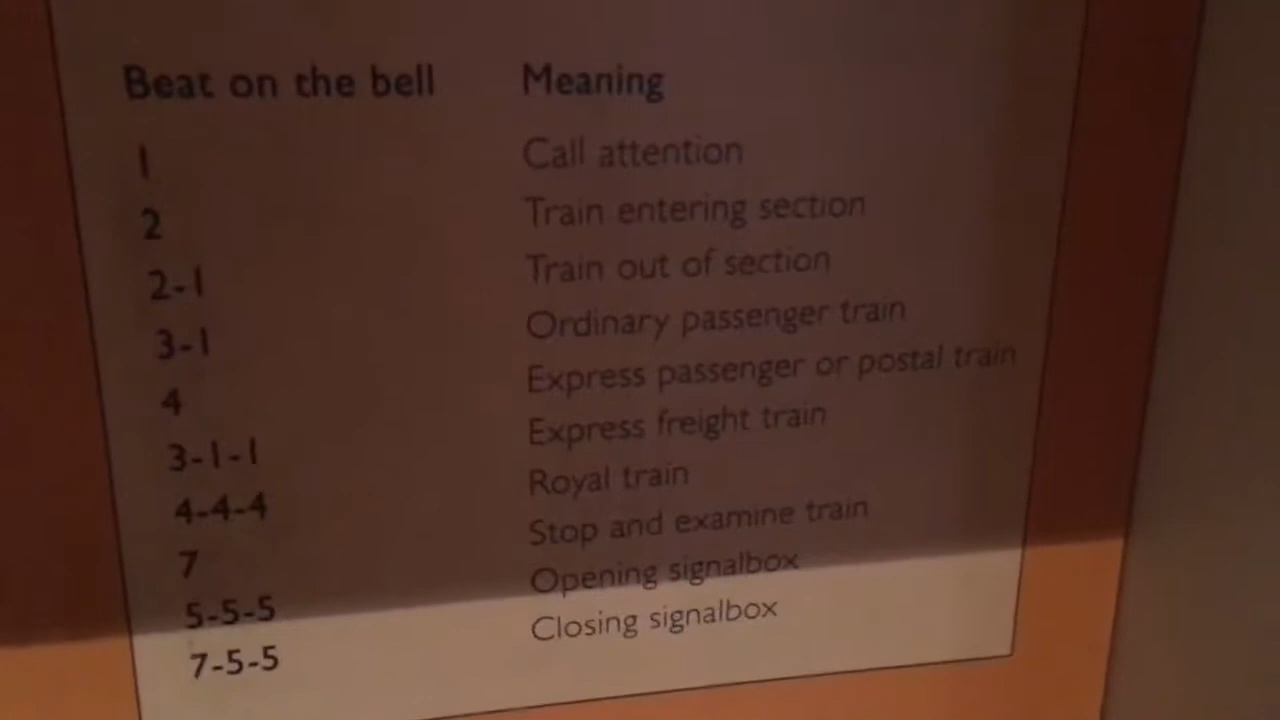 Beat on the bell Meaning
1 Call attention
2 Train entering section
2-1 Train out of section
3-1 Ordinary passenger train
4 Express passenger or postal train
3-1-1 Express freight train
4-4-4 Royal train
7 Stop and examine train
5-5-5 Opening signalbox
7-5-5 Closing signalbox